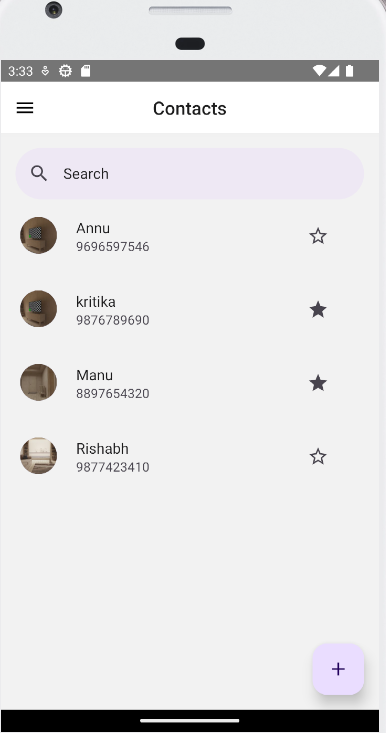 3:33
Contacts
Search
Annu
9696597546
kritika
9876789690
Manu
8897654320
Rishabh
9877423410